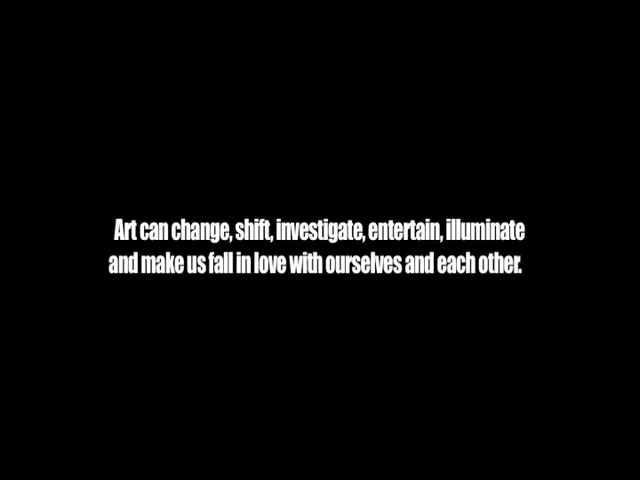 Art can change, shift, investigate, entertain, illuminate
and make us fall in love with ourselves and each other.